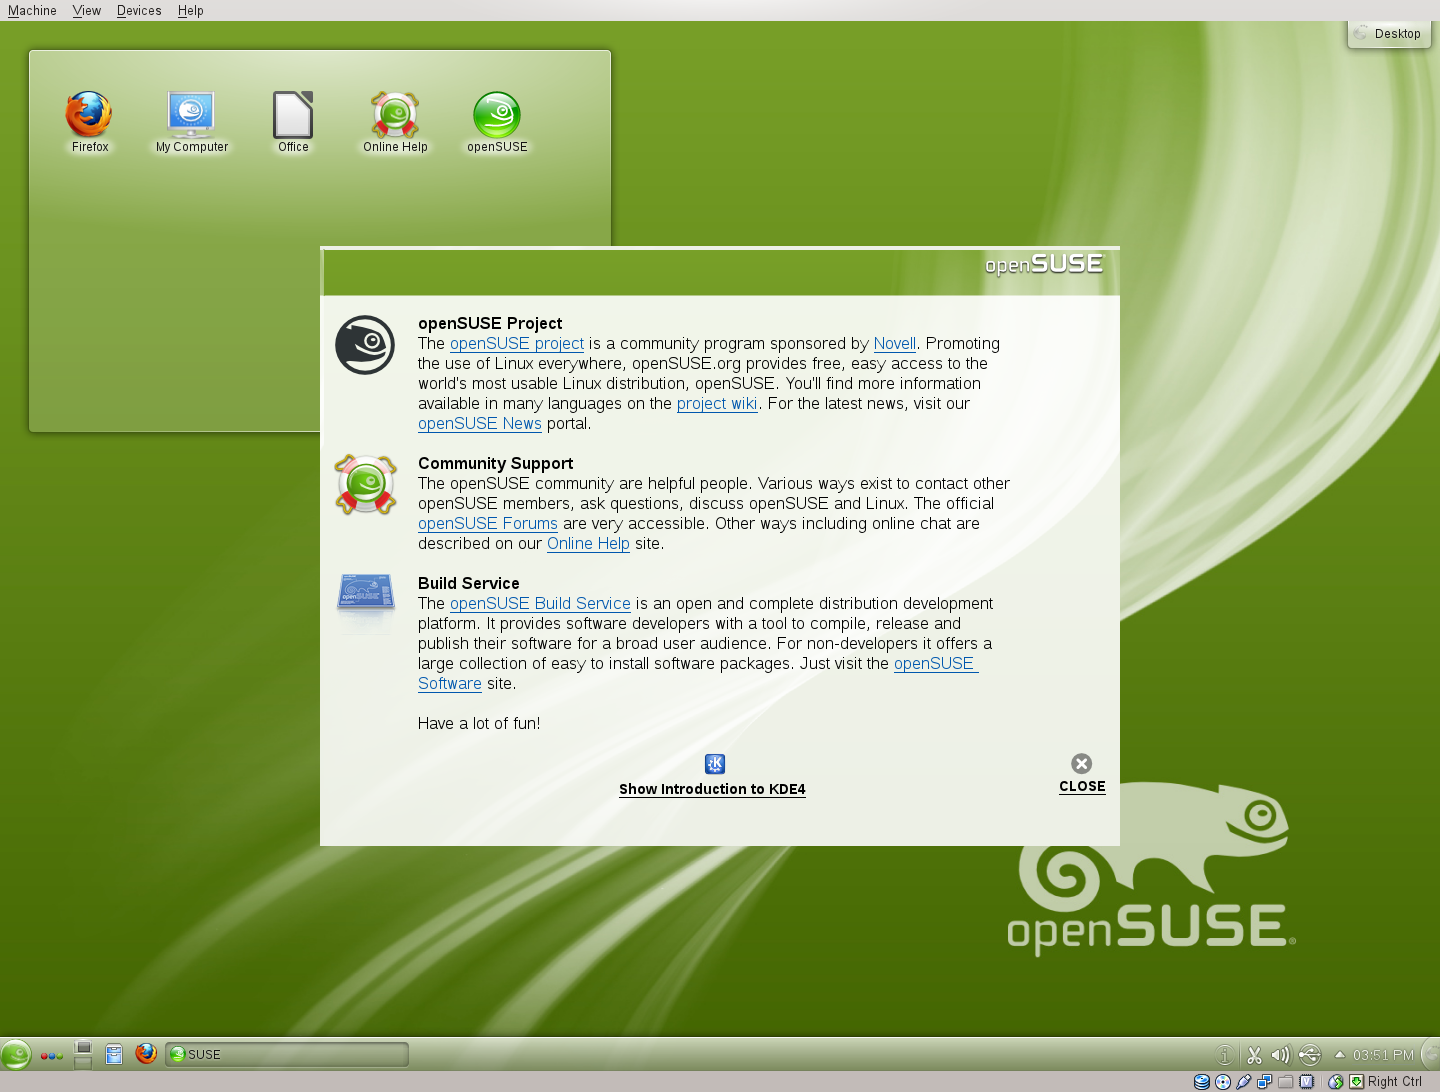 Machine View Devices Help
Desktop
Firefox
My Computer
Office
Online Help
openSUSE
openSUSE
openSUSE Project
The openSUSE project is a community program sponsored by Novell. Promoting
the use of Linux everywhere, openSUSE.org provides free, easy access to the
world's most usable Linux distribution, openSUSE. You'll find more information
available in many languages on the project wiki. For the latest news, visit our
openSUSE News portal.
Community Support
The openSUSE community are helpful people. Various ways exist to contact other
openSUSE members, ask questions, discuss openSUSE and Linux. The official
openSUSE Forums are very accessible. Other ways including online chat are
described on our Online Help site.
Build Service
The openSUSE Build Service is an open and complete distribution development
platform. It provides software developers with a tool to compile, release and
publish their software for a broad user audience. For non-developers it offers a
large collection of easy to install software packages. Just visit the openSUSE
Software site.
Have a lot of fun!
Show Introduction to KDE4
CLOSE
openSUSE®
SUSE
03:51 PM
Right Ctrl